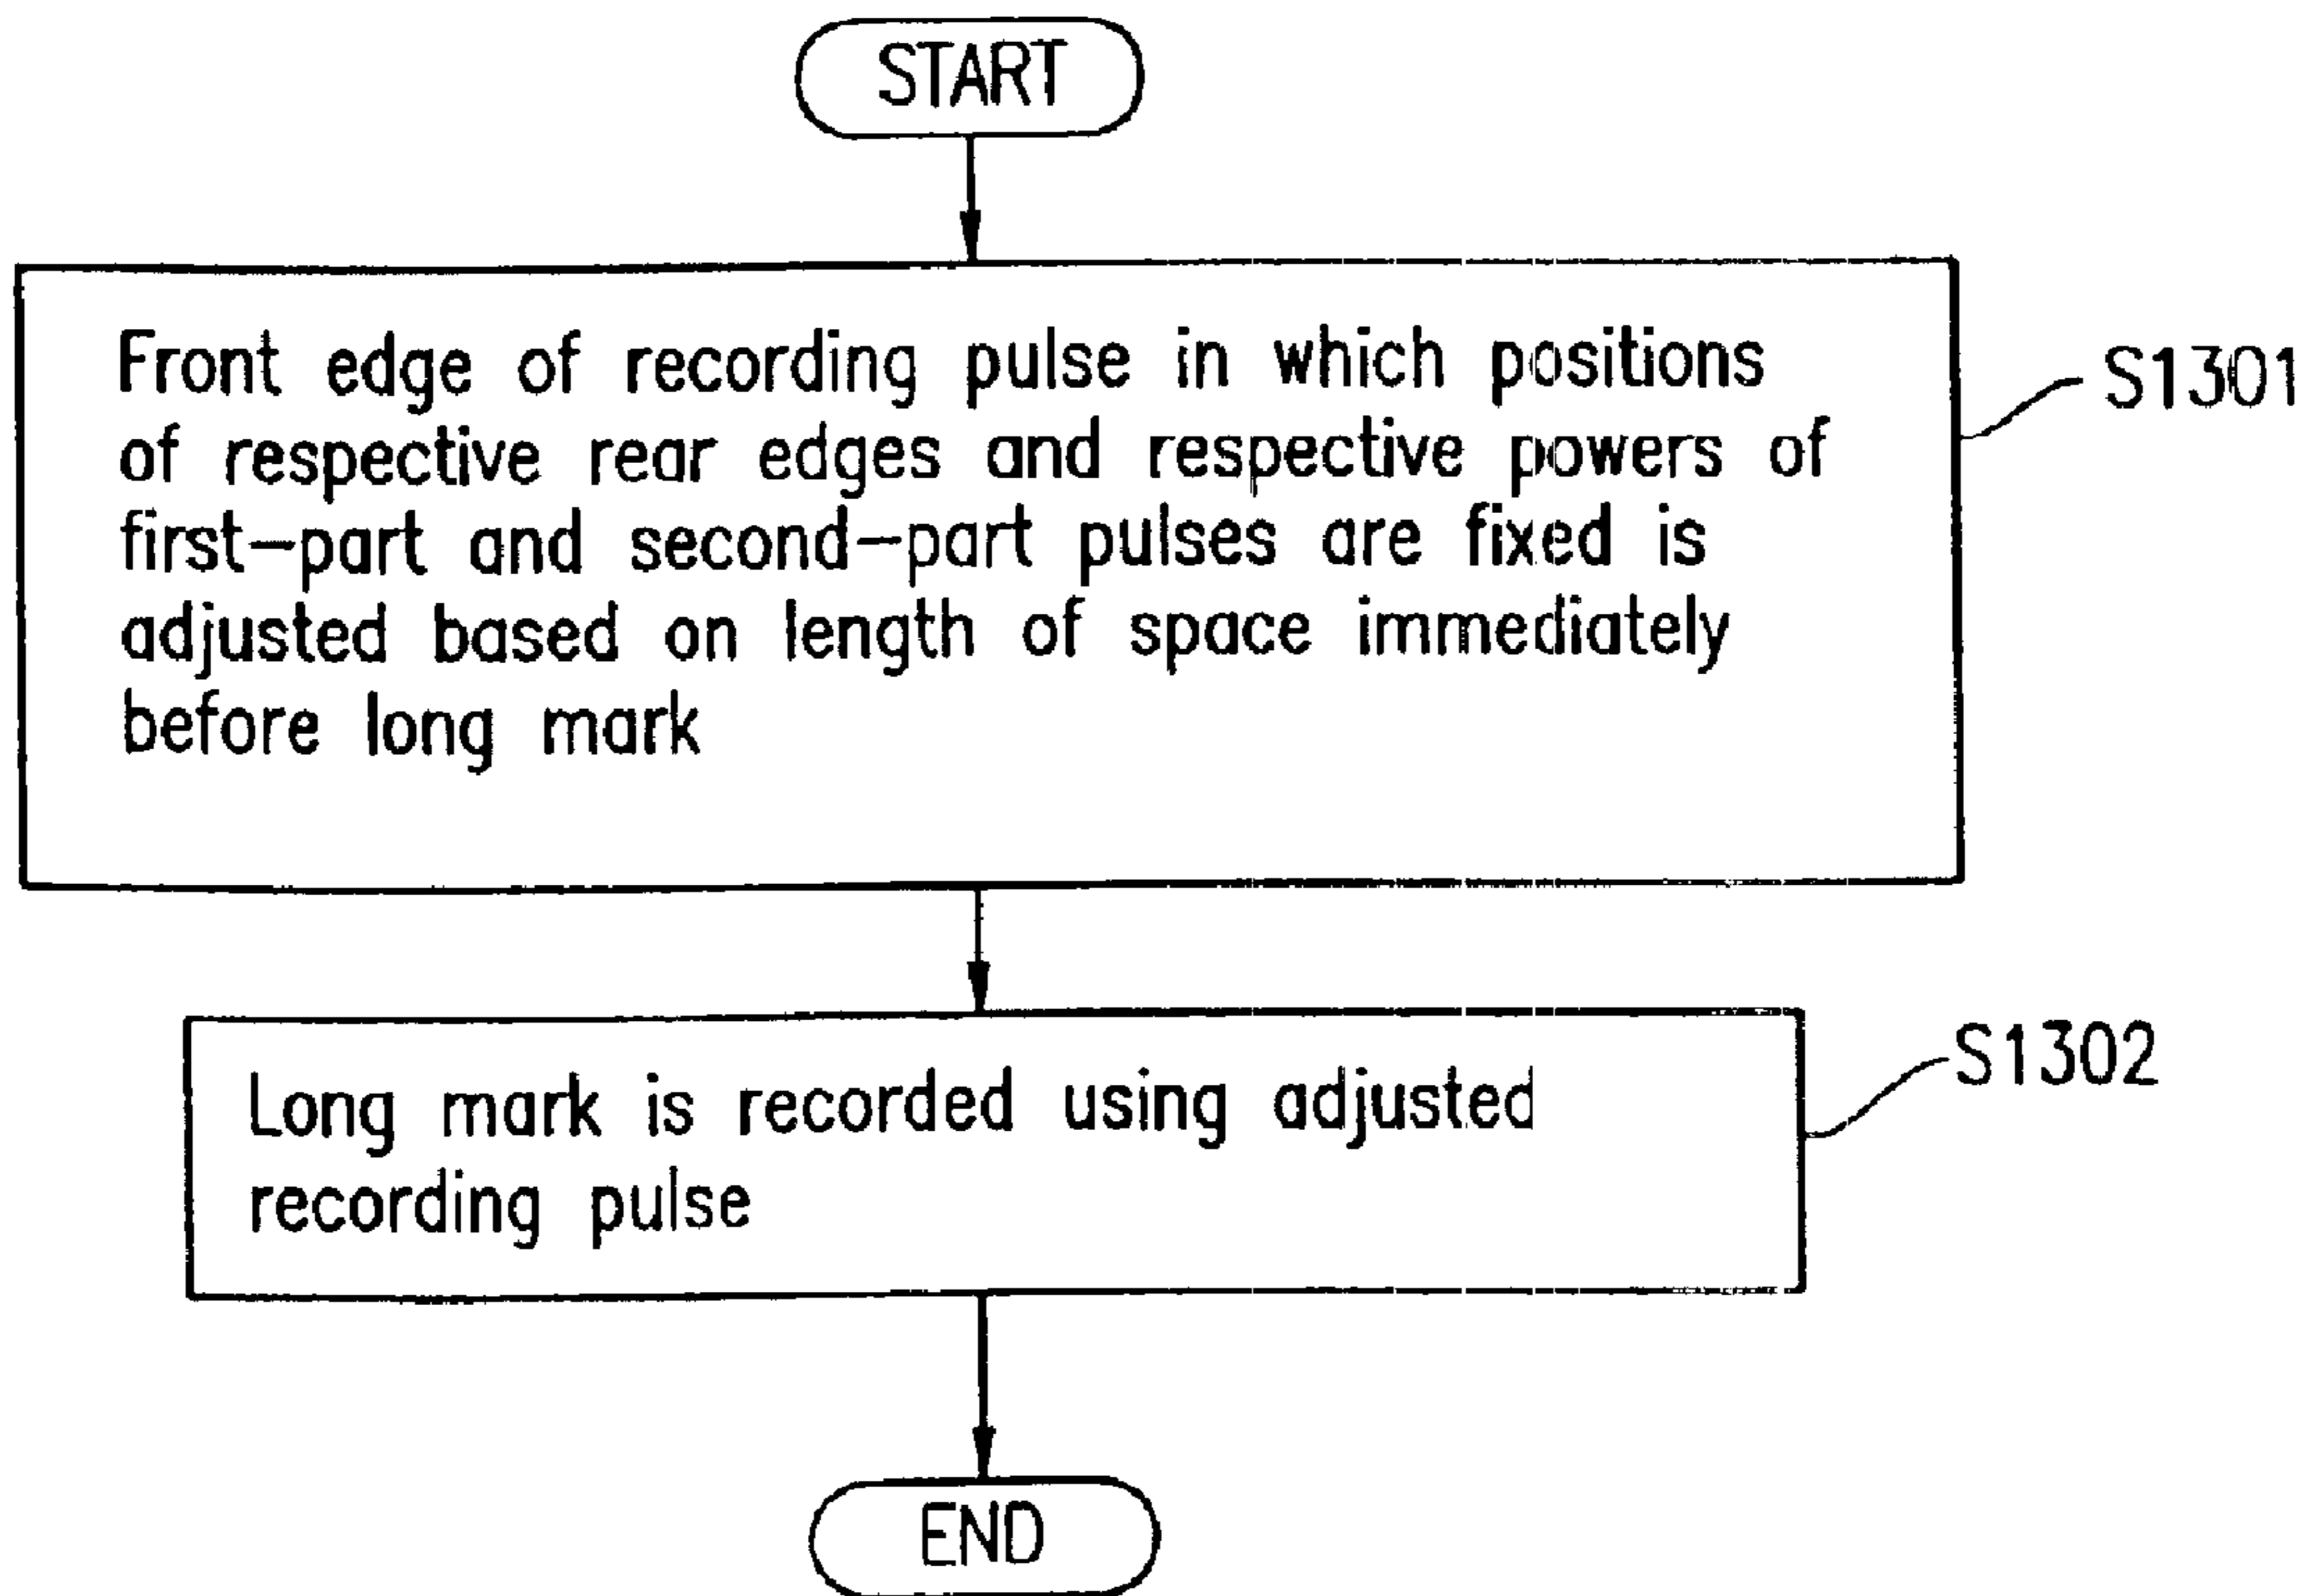 START
Front edge of recording pulse in which positions
of respective rear edges and respective powers of
first-part and second-part pulses are fixed is
adjusted based on length of space immediately
before long mark
S1301
Long mark is recorded using adjusted
recording pulse
S1302
END